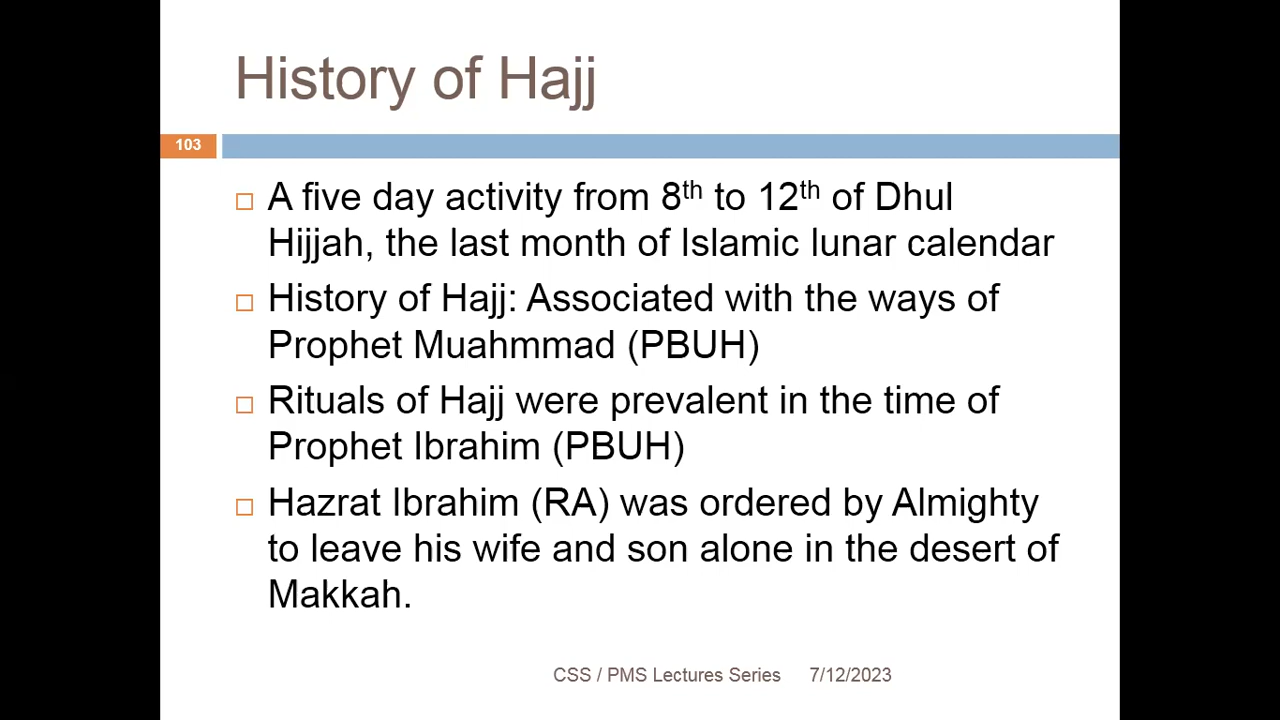 History of Hajj
103
A five day activity from 8th to 12th of Dhul
Hijjah, the last month of Islamic lunar calendar
History of Hajj: Associated with the ways of
Prophet Muahmmad (PBUH)
Rituals of Hajj were prevalent in the time of
Prophet Ibrahim (PBUH)
Hazrat Ibrahim (RA) was ordered by Almighty
to leave his wife and son alone in the desert of
Makkah.
CSS / PMS Lectures Series 7/12/2023